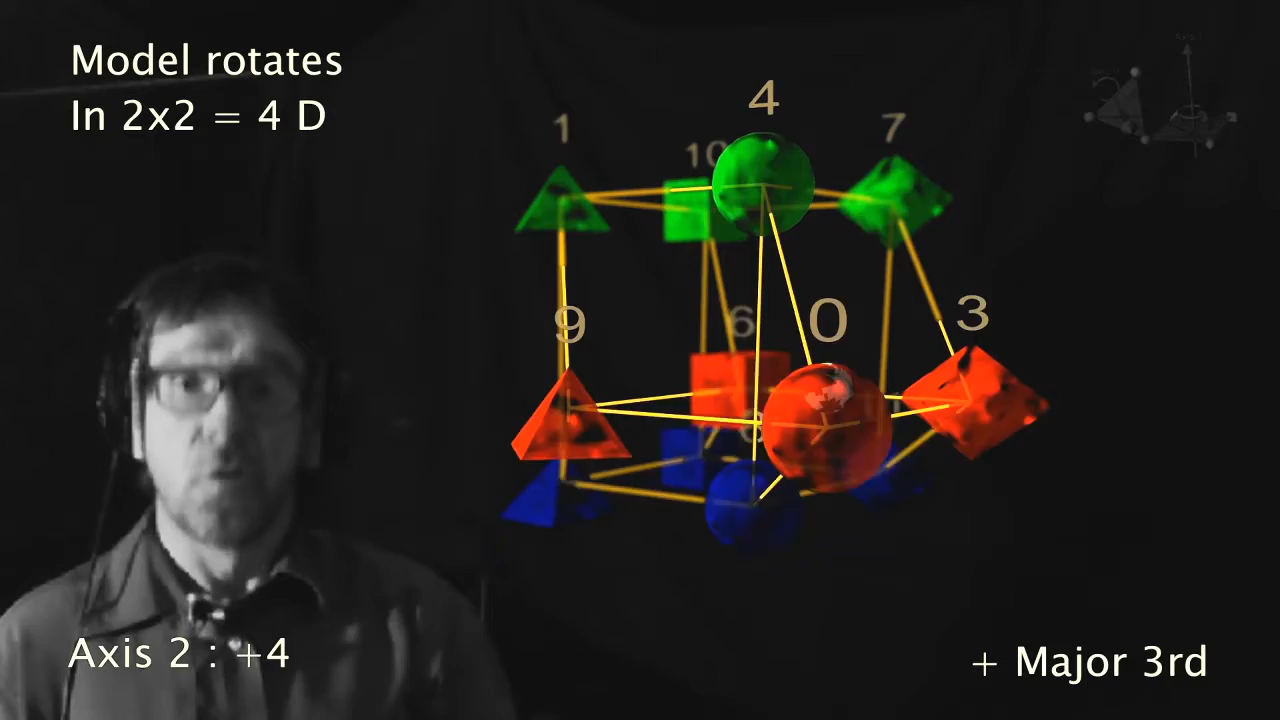 Model rotates
In 2x2 = 4 D
4
1
7
10
3
0
9
6
Axis 2 : +4
+ Major 3rd